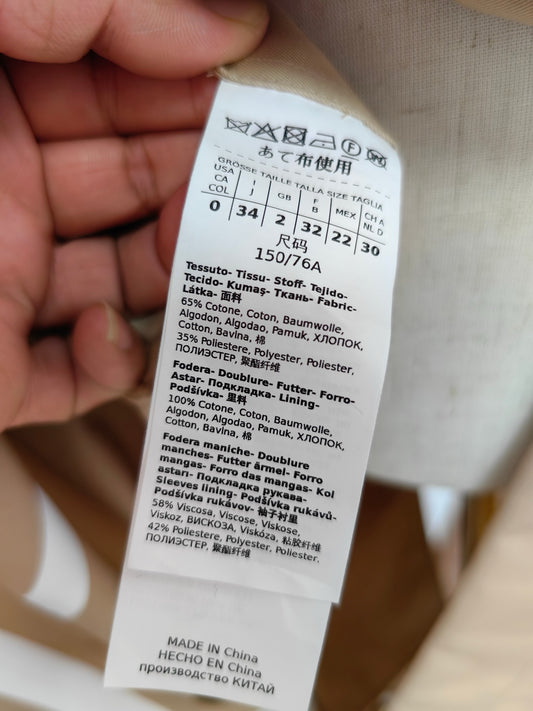 あて布使用
GRÖSSE TAILLE TALLA SIZE TAGLIA
USA CA COL I J GB F B MEX CH A NL D
0 34 2 32 22 30
尺码
150/76A
Tessuto- Tissu- Stoff- Tejido-
Tecido- Kumaş- Ткань- Fabric-
Látka- 面料
65% Cotone, Coton, Baumwolle,
Algodon, Algodao, Pamuk, ХЛОПОК,
Cotton, Bavlna, 棉
35% Poliestere, Polyester, Poliester,
ПОЛИЭСТЕР, 聚酯纤维
Fodera- Doublure- Futter- Forro-
Astar- Подкладка- Lining-
Podšívka- 里料
100% Cotone, Coton, Baumwolle,
Algodon, Algodao, Pamuk, ХЛОПОК,
Cotton, Bavlna, 棉
Fodera maniche- Doublure
manches- Futter ärmel- Forro
mangas- Forro das mangas- Kol
astarı- Подкладка рукава-
Sleeves lining- Podšívka rukávů-
Podšívka rukávov- 袖子衬里
58% Viscosa, Viscose, Viskose,
Viskoz, ВИСКОЗА, Viskóza, 粘胶纤维
42% Poliestere, Polyester, Poliester,
ПОЛИЭСТЕР, 聚酯纤维
MADE IN China
HECHO EN China
производство КИТАЙ